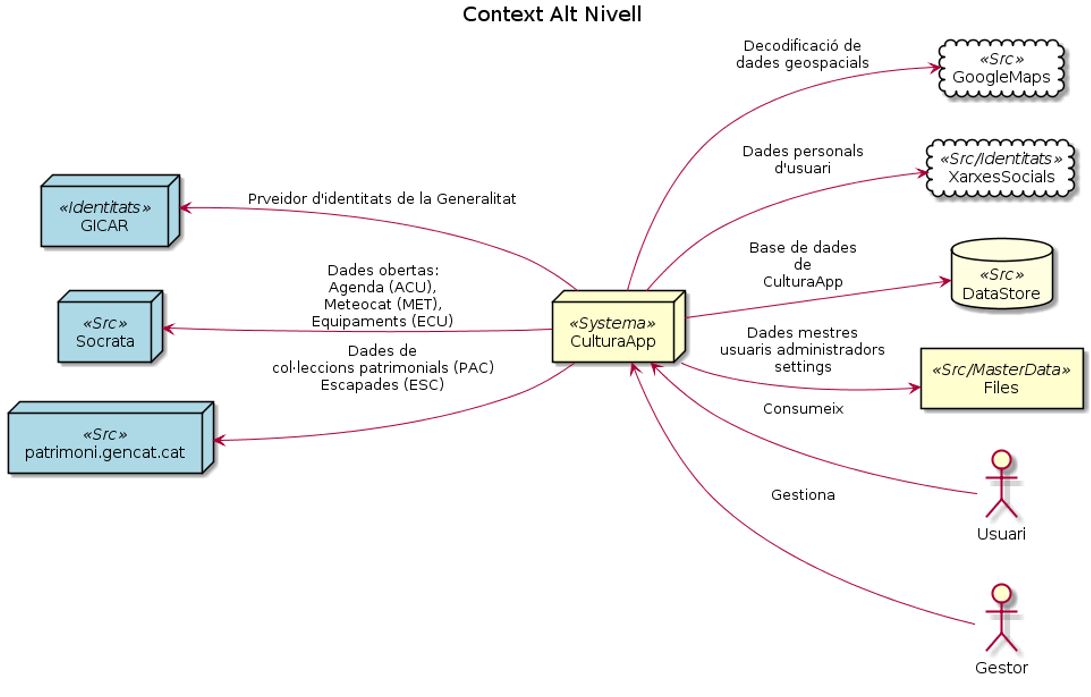 Context Alt Nivell
Decodificació de
dades geospacials
«Src»
GoogleMaps
Dades personals
d'usuari
«Src/Identitats»
XarxesSocials
«Identitats»
GICAR
Prveidor d'identitats de la Generalitat
Base de dades
de
CulturaApp
«Src»
DataStore
Dades obertes:
Agenda (ACU),
Meteocat (MET),
Equipaments (ECU)
«Src»
Socrata
«Systema»
CulturaApp
Dades mestres
usuaris administradors
settings
«Src/MasterData»
Files
Dades de
col·leccions patrimonials (PAC)
Escapades (ESC)
«Src»
patrimoni.gencat.cat
Consumeix
Usuari
Gestiona
Gestor